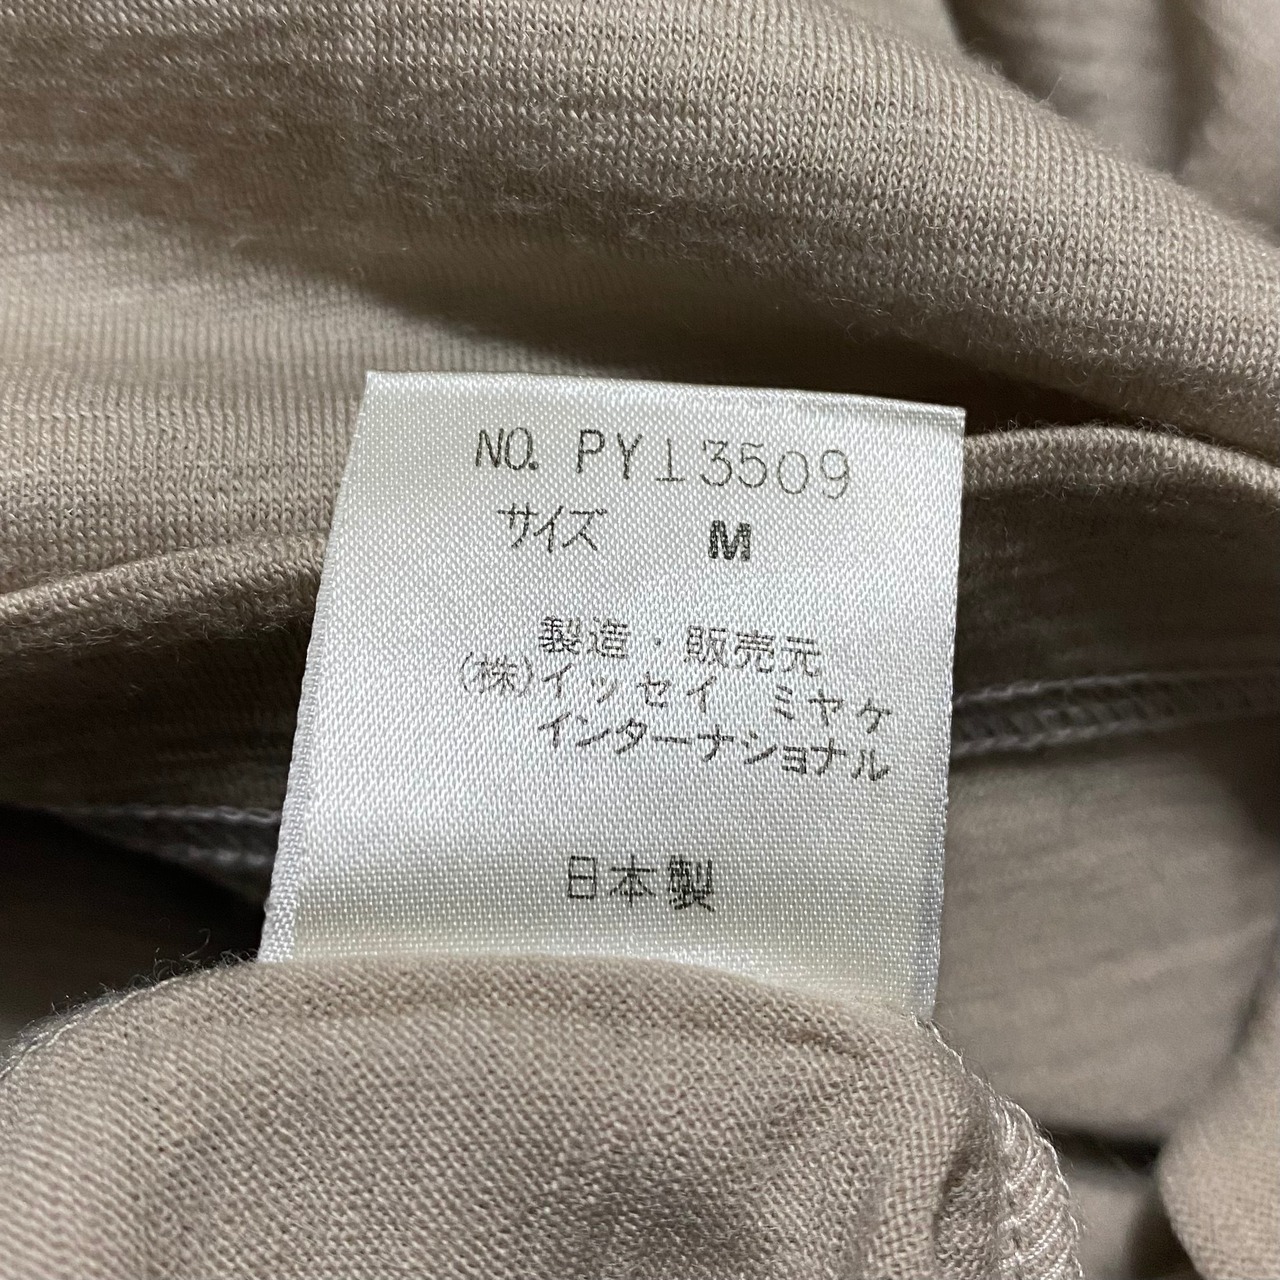 NO. PY13509
サイズ M
製造・販売元
(株)イッセイ ミヤケ
インターナショナル
日本製